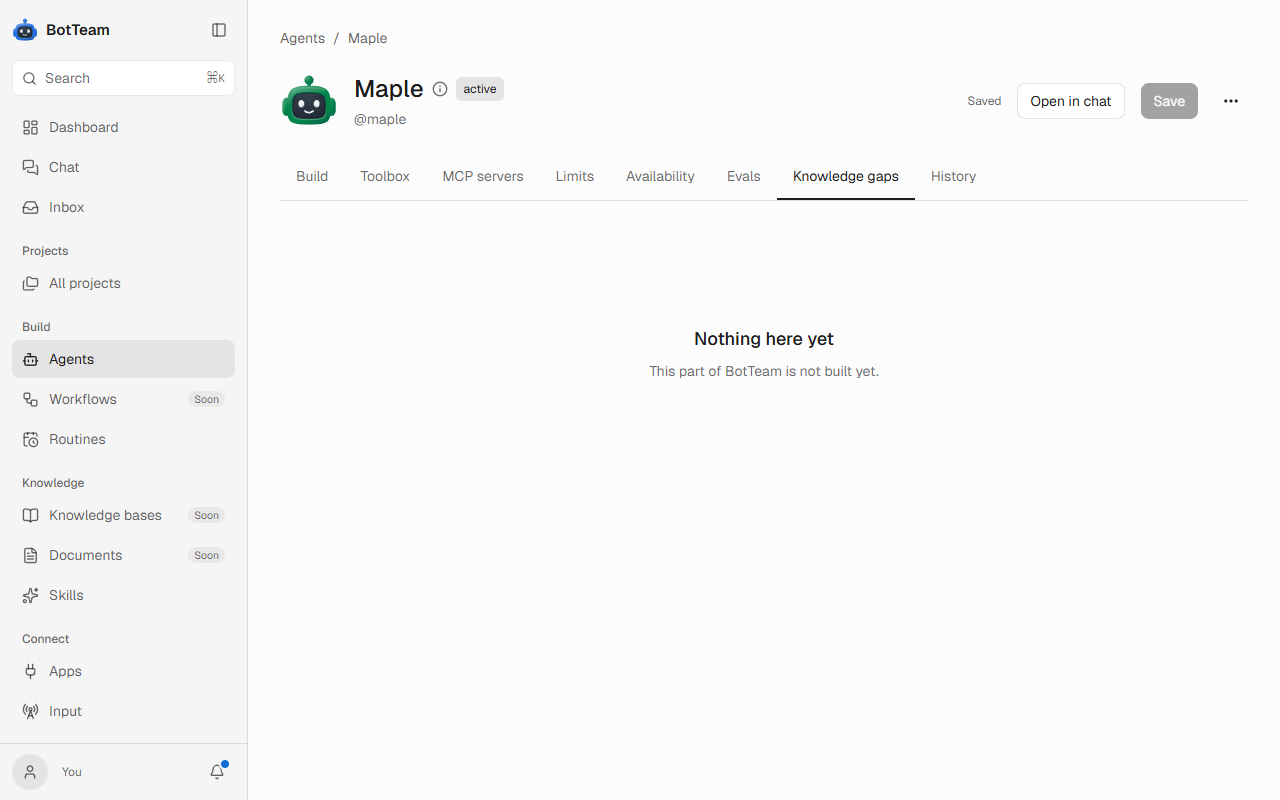 BotTeam
Search ⌘K
Dashboard
Chat
Inbox
Projects
All projects
Build
Agents
Workflows Soon
Routines
Knowledge
Knowledge bases Soon
Documents Soon
Skills
Connect
Apps
Input
You
Agents / Maple
Maple active
@maple
Saved Open in chat Save
Build Toolbox MCP servers Limits Availability Evals Knowledge gaps History
Nothing here yet
This part of BotTeam is not built yet.